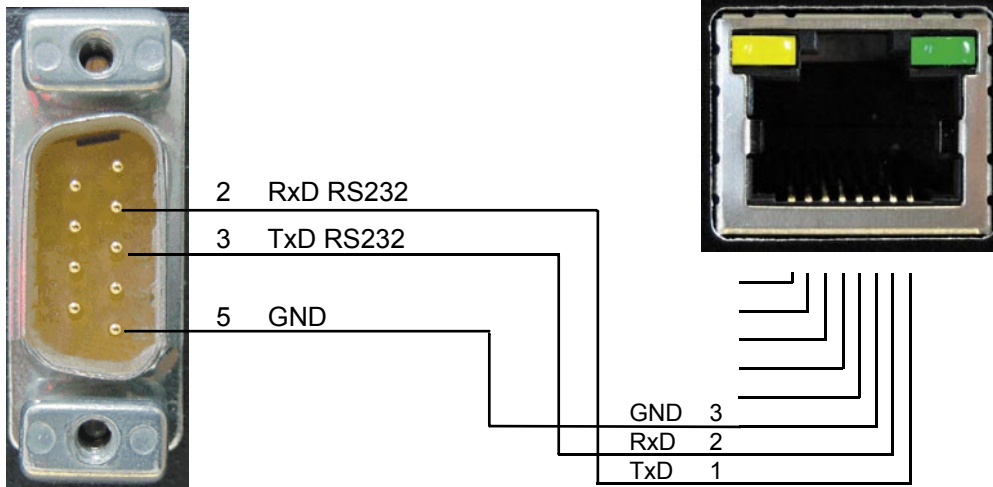 2 RxD RS232
3 TxD RS232
5 GND
GND 3
RxD 2
TxD 1